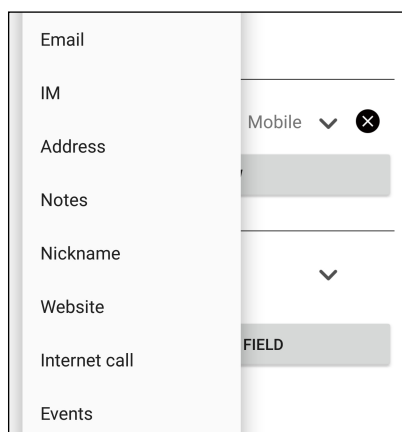 Email
IM
Mobile
Address
Notes
Nickname
Website
FIELD
Internet call
Events